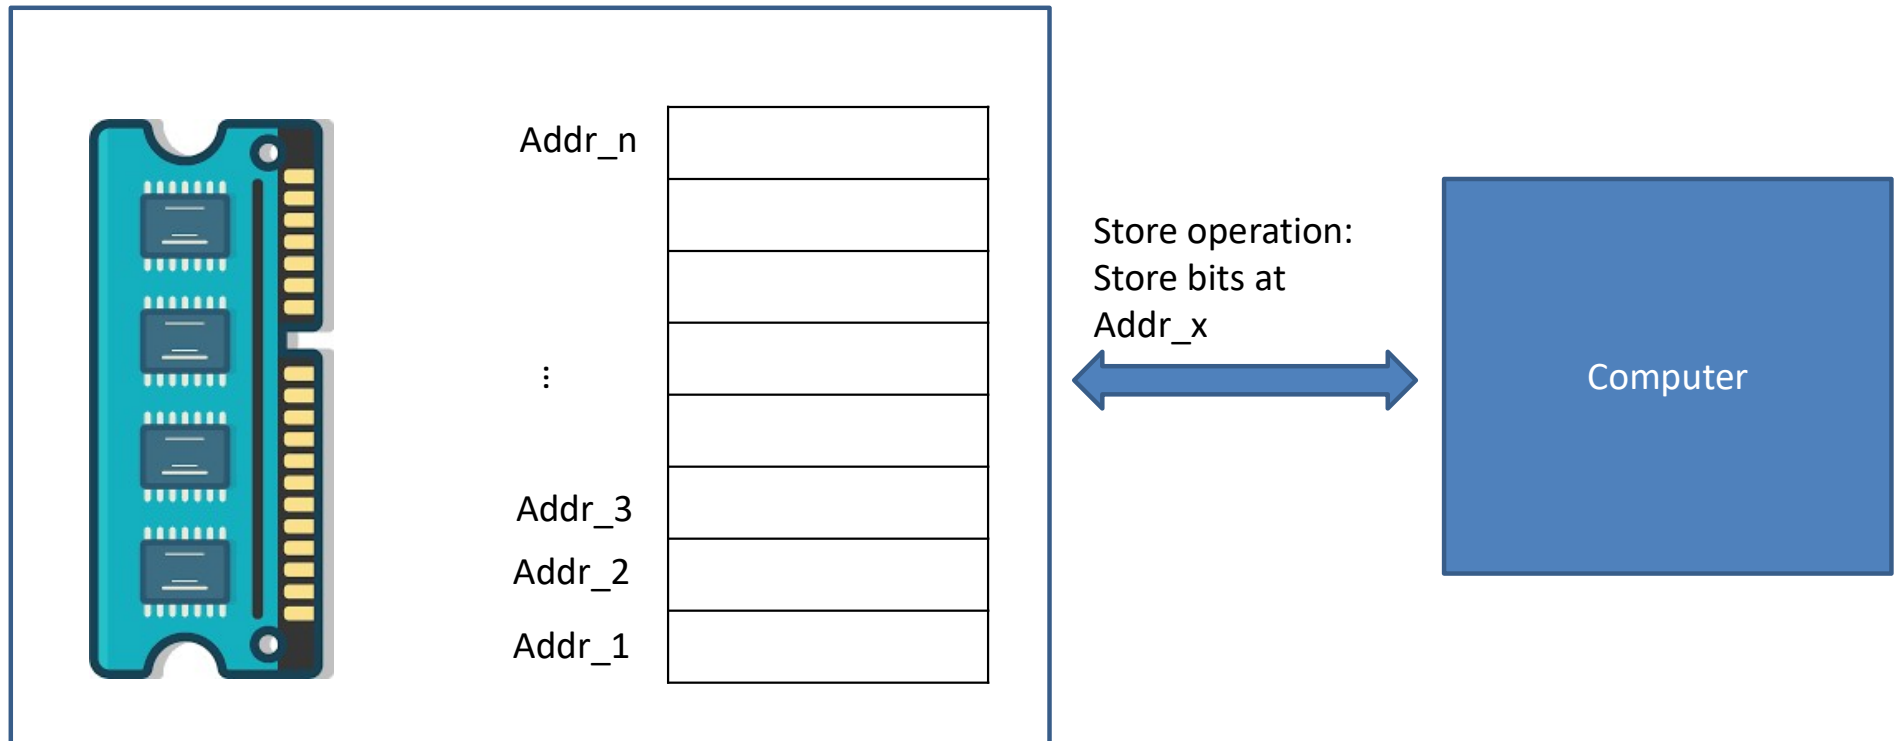 Addr_n
Store operation:
Store bits at
Addr_x
Computer
...
Addr_3
Addr_2
Addr_1